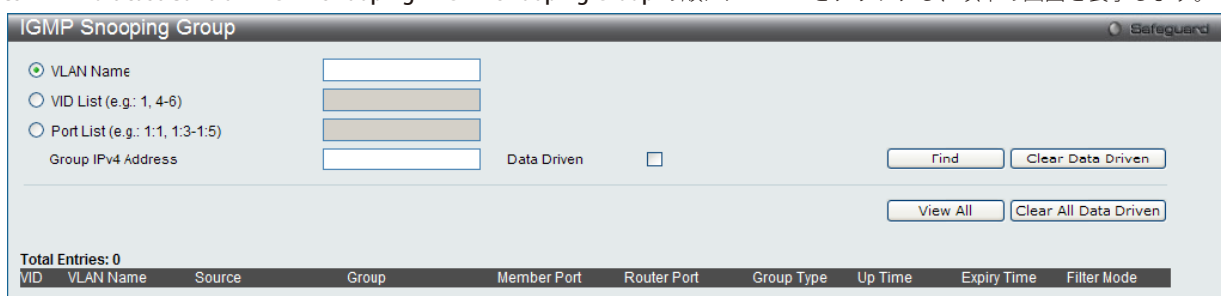 IGMP Snooping Group
Safeguard
VLAN Name
VID List (e.g.: 1, 4-6)
Port List (e.g.: 1:1, 1:3-1:5)
Group IPv4 Address Data Driven Find Clear Data Driven
View All Clear All Data Driven
Total Entries: 0
VID VLAN Name Source Group Member Port Router Port Group Type Up Time Expiry Time Filter Mode